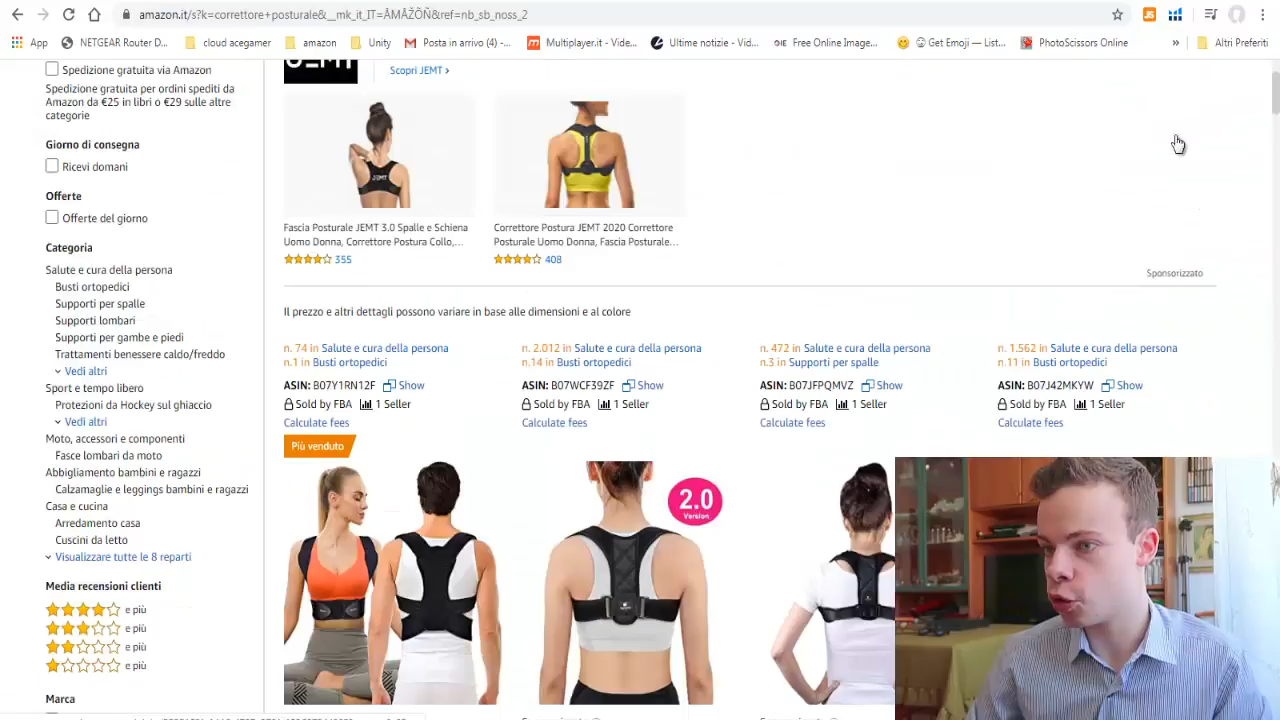 amazon.it/s?k=correttore+posturale&__mk_it_IT=ÅMÅŽÕÑ&ref=nb_sb_noss_2
App
NETGEAR Router D...
cloud acegamer
amazon
Unity
Posta in arrivo (4) -...
Multiplayer.it - Vide...
Ultime notizie - Vid...
Free Online Image...
Get Emoji — List...
PhotoScissors Online
»
Altri Preferiti
Spedizione gratuita via Amazon
Spedizione gratuita per ordini spediti da
Amazon da €25 in libri o €29 sulle altre
categorie
Giorno di consegna
Ricevi domani
Offerte
Offerte del giorno
Categoria
Salute e cura della persona
Busti ortopedici
Supporti per spalle
Supporti lombari
Supporti per gambe e piedi
Trattamenti benessere caldo/freddo
Vedi altri
Sport e tempo libero
Protezioni da Hockey sul ghiaccio
Vedi altri
Moto, accessori e componenti
Fasce lombari da moto
Abbigliamento bambini e ragazzi
Calzamaglie e leggings bambini e ragazzi
Casa e cucina
Arredamento casa
Cuscini da letto
Visualizzare tutte le 8 reparti
Media recensioni clienti
e più
e più
e più
e più
Marca
JEMT
Scopri JEMT ›
JEMT
Fascia Posturale JEMT 3.0 Spalle e Schiena
Uomo Donna, Correttore Postura Collo,...
355
Correttore Postura JEMT 2020 Correttore
Posturale Uomo Donna, Fascia Posturale...
408
Sponsorizzato
Il prezzo e altri dettagli possono variare in base alle dimensioni e al colore
n. 74 in Salute e cura della persona
n.1 in Busti ortopedici
ASIN: B07Y1RN12F Show
Sold by FBA 1 Seller
Calculate fees
Più venduto
n. 2.012 in Salute e cura della persona
n.14 in Busti ortopedici
ASIN: B07WCF39ZF Show
Sold by FBA 1 Seller
Calculate fees
2.0
Version
n. 472 in Salute e cura della persona
n.3 in Supporti per spalle
ASIN: B07JFPQMVZ Show
Sold by FBA 1 Seller
Calculate fees
n. 1.562 in Salute e cura della persona
n.11 in Busti ortopedici
ASIN: B07J42MKYW Show
Sold by FBA 1 Seller
Calculate fees